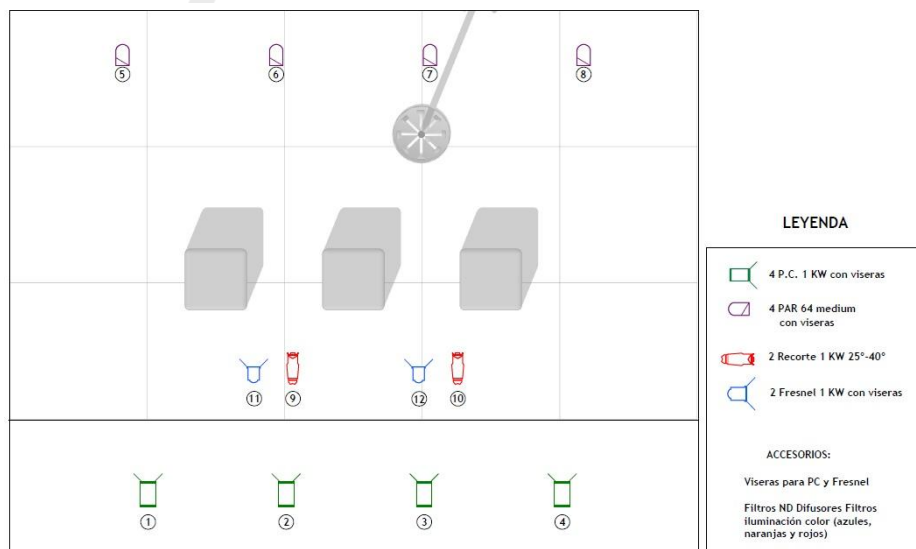 5
6
7
8
11
9
12
10
1
2
3
4
LEYENDA
4 P.C. 1 KW con viseras
4 PAR 64 medium
con viseras
2 Recorte 1 KW 25°-40°
2 Fresnel 1 KW con viseras
ACCESORIOS:
Viseras para PC y Fresnel
Filtros ND Difusores Filtros
iluminación color (azules,
naranjas y rojos)